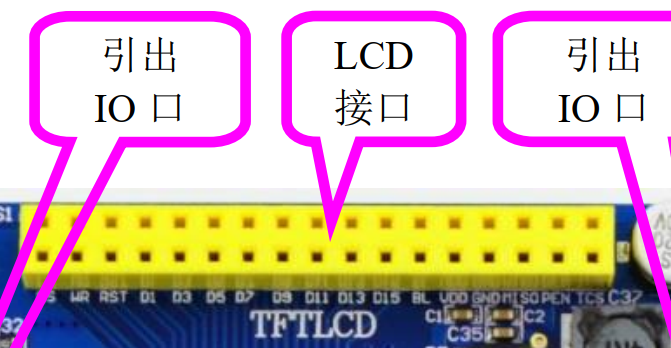 引出
IO 口
LCD
接口
引出
IO 口
WR RST D1 D3 D5 D7 D9 D11 D13 D15 BL VDD GND MISO PEN TCS C37
TFTLCD
C1
C2
C35